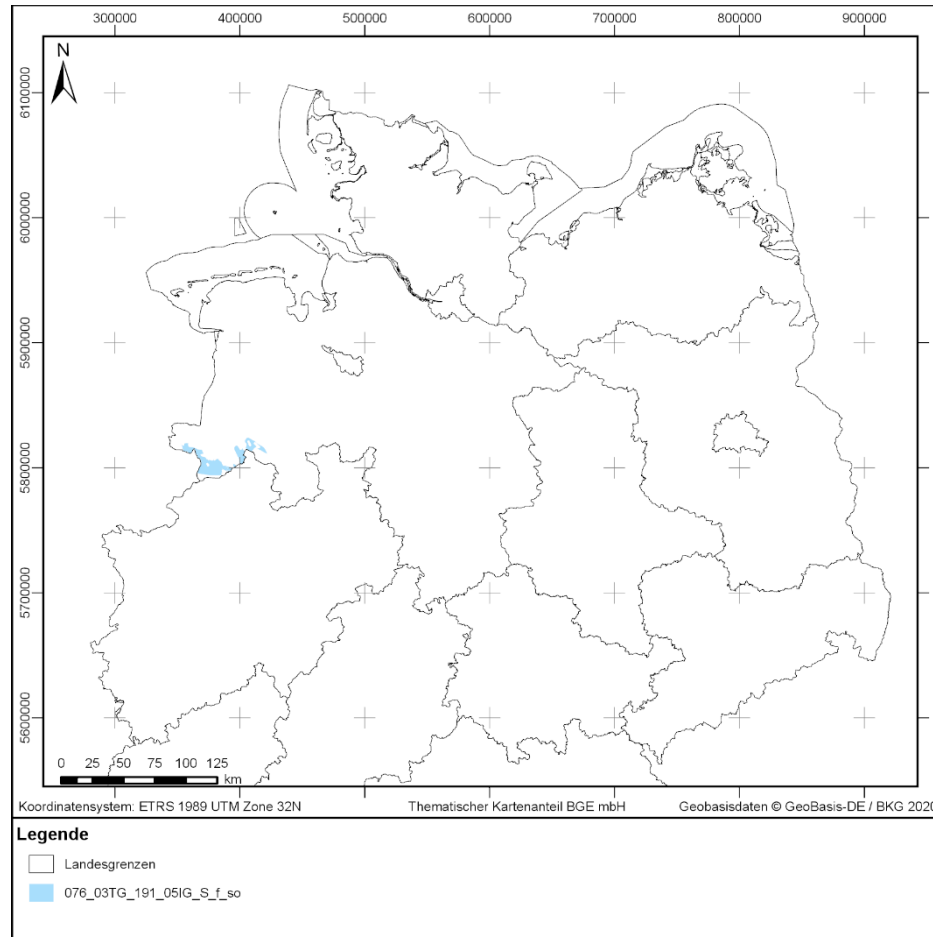 300000 400000 500000 600000 700000 800000 900000
N
6100000
6000000
5900000
5800000
5700000
5600000
0 25 50 75 100 125
km
Koordinatensystem: ETRS 1989 UTM Zone 32N Thematischer Kartenanteil BGE mbH Geobasisdaten © GeoBasis-DE / BKG 2020
Legende
Landesgrenzen
076_03TG_191_05IG_S_f_so